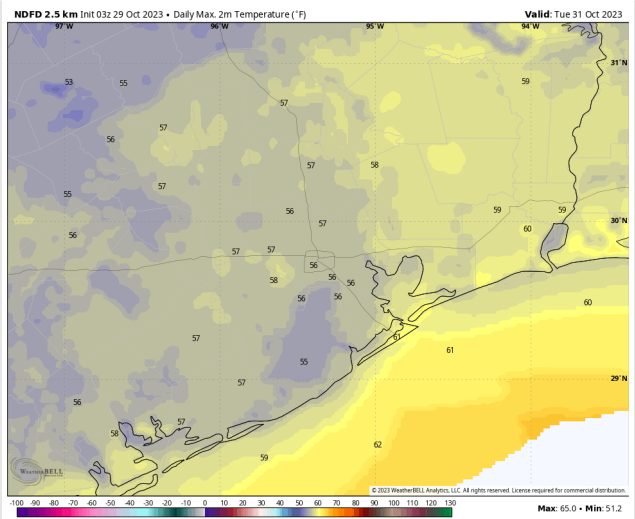 NDFD 2.5 km Init 03z 29 Oct 2023 • Daily Max. 2m Temperature (°F)
Valid: Tue 31 Oct 2023
97°W 96°W 95°W 94°W
31°N
53 55 59
57
56 57
57 58
55 57
56 59 59
57 60
30°N
56
57 57
56
58 56 56
56 56
60
57 61
61
55
29°N
57
56
57
58
62
59
WEATHERBELL
© 2023 WeatherBELL Analytics, LLC. All rights reserved. License required for commercial distribution.
-100 -90 -80 -70 -60 -50 -40 -30 -20 -10 0 10 20 30 40 50 60 70 80 90 100 110 120 130
Max: 65.0 • Min: 51.2